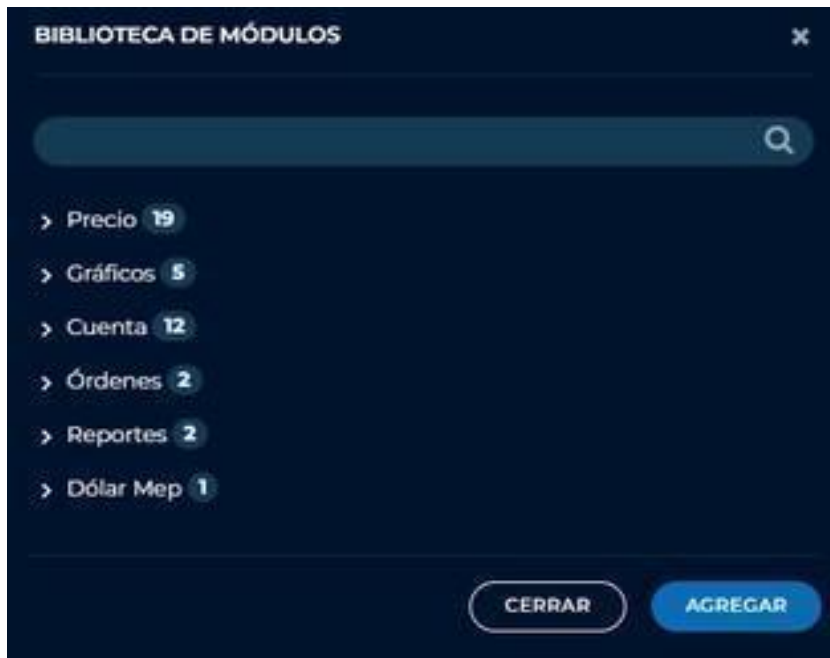 BIBLIOTECA DE MÓDULOS
Precio 19
Gráficos 5
Cuenta 12
Órdenes 2
Reportes 2
Dólar Mep 1
CERRAR AGREGAR